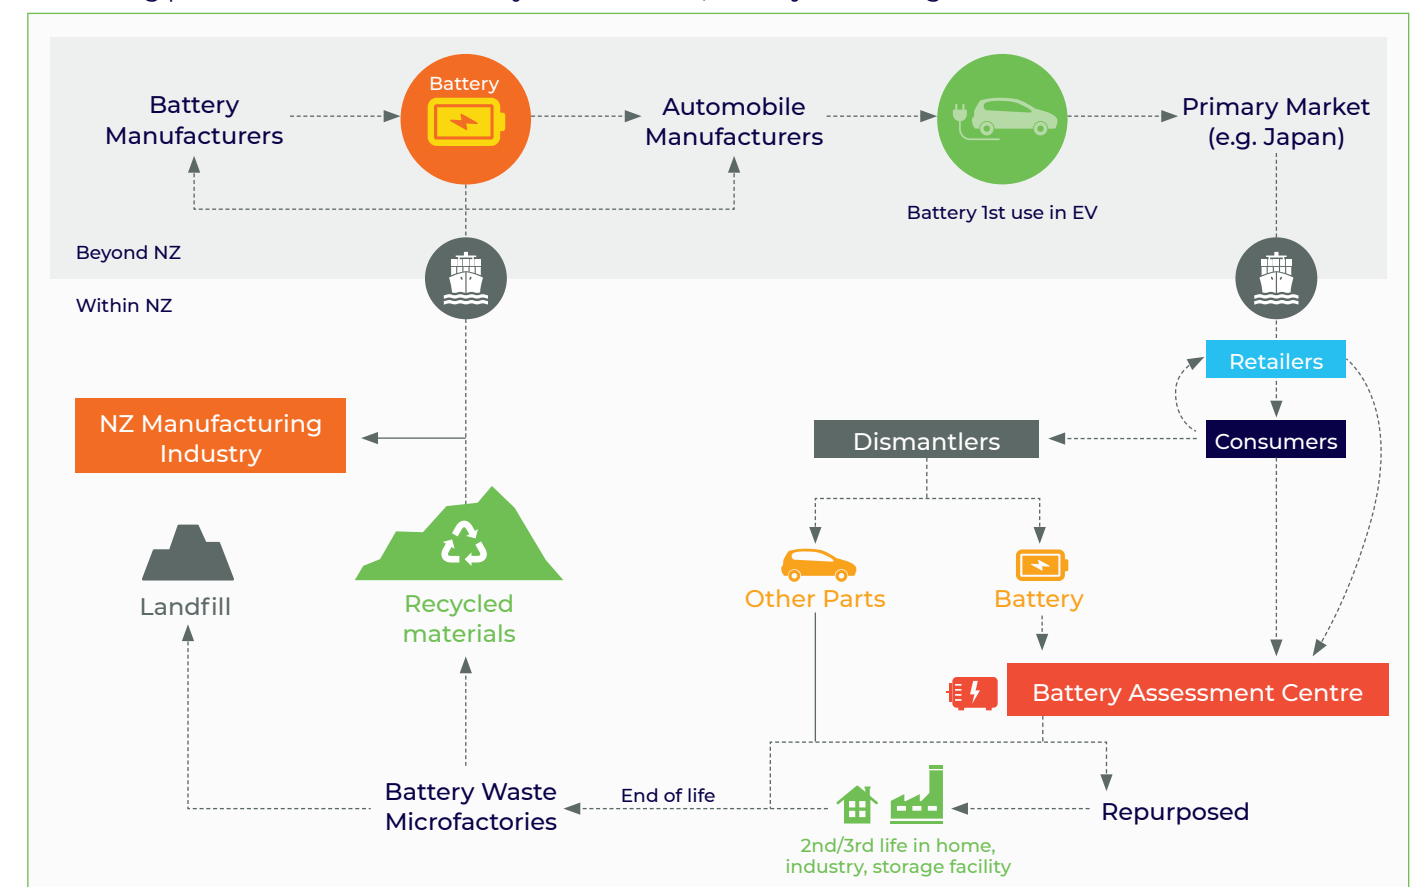 Battery
Battery
Manufacturers
Automobile
Manufacturers
Primary Market
(e.g. Japan)
Battery 1st use in EV
Beyond NZ
Within NZ
Retailers
NZ Manufacturing
Industry
Dismantlers
Consumers
Landfill
Recycled
materials
Other Parts
Battery
Battery Assessment Centre
Battery Waste
Microfactories
End of life
Repurposed
2nd/3rd life in home,
industry, storage facility